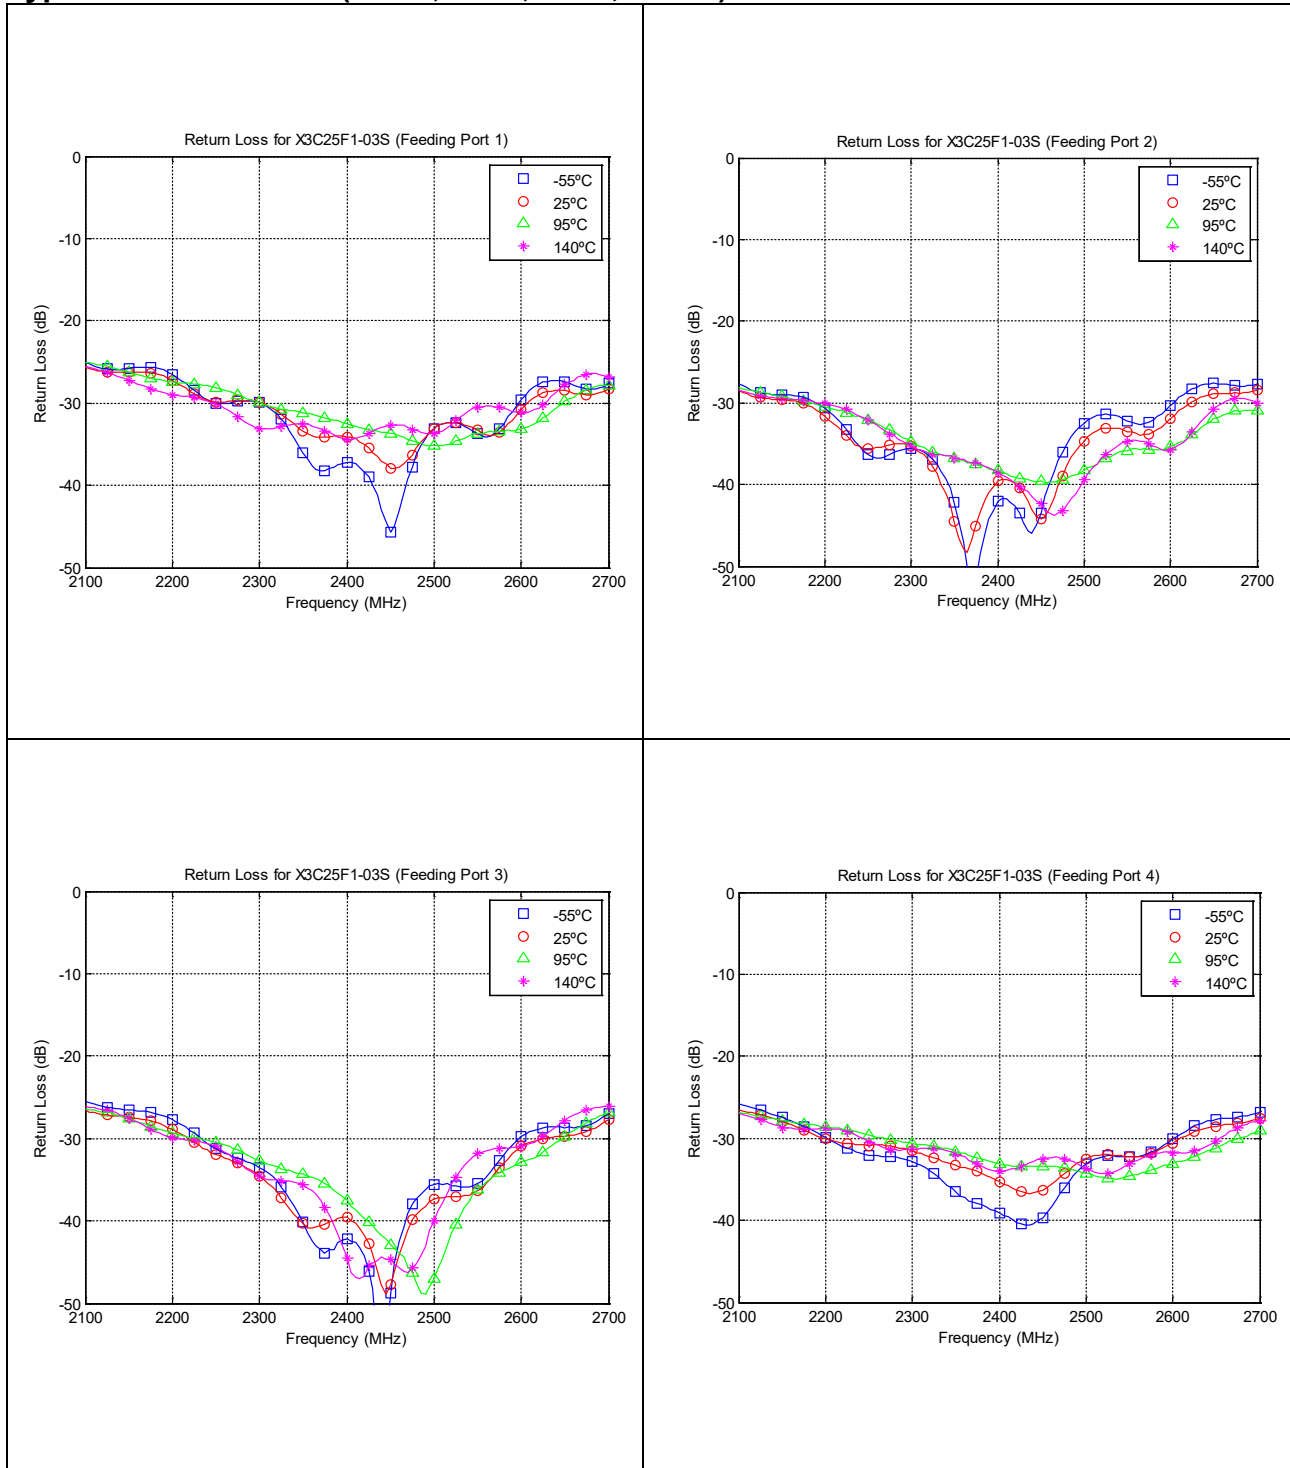 Return Loss for X3C25F1-03S (Feeding Port 1)
0
-10
-20
-30
-40
-50
Return Loss (dB)
2100 2200 2300 2400 2500 2600 2700
Frequency (MHz)
-55ºC
25ºC
95ºC
140ºC
Return Loss for X3C25F1-03S (Feeding Port 2)
0
-10
-20
-30
-40
-50
Return Loss (dB)
2100 2200 2300 2400 2500 2600 2700
Frequency (MHz)
-55ºC
25ºC
95ºC
140ºC
Return Loss for X3C25F1-03S (Feeding Port 3)
0
-10
-20
-30
-40
-50
Return Loss (dB)
2100 2200 2300 2400 2500 2600 2700
Frequency (MHz)
-55ºC
25ºC
95ºC
140ºC
Return Loss for X3C25F1-03S (Feeding Port 4)
0
-10
-20
-30
-40
-50
Return Loss (dB)
2100 2200 2300 2400 2500 2600 2700
Frequency (MHz)
-55ºC
25ºC
95ºC
140ºC